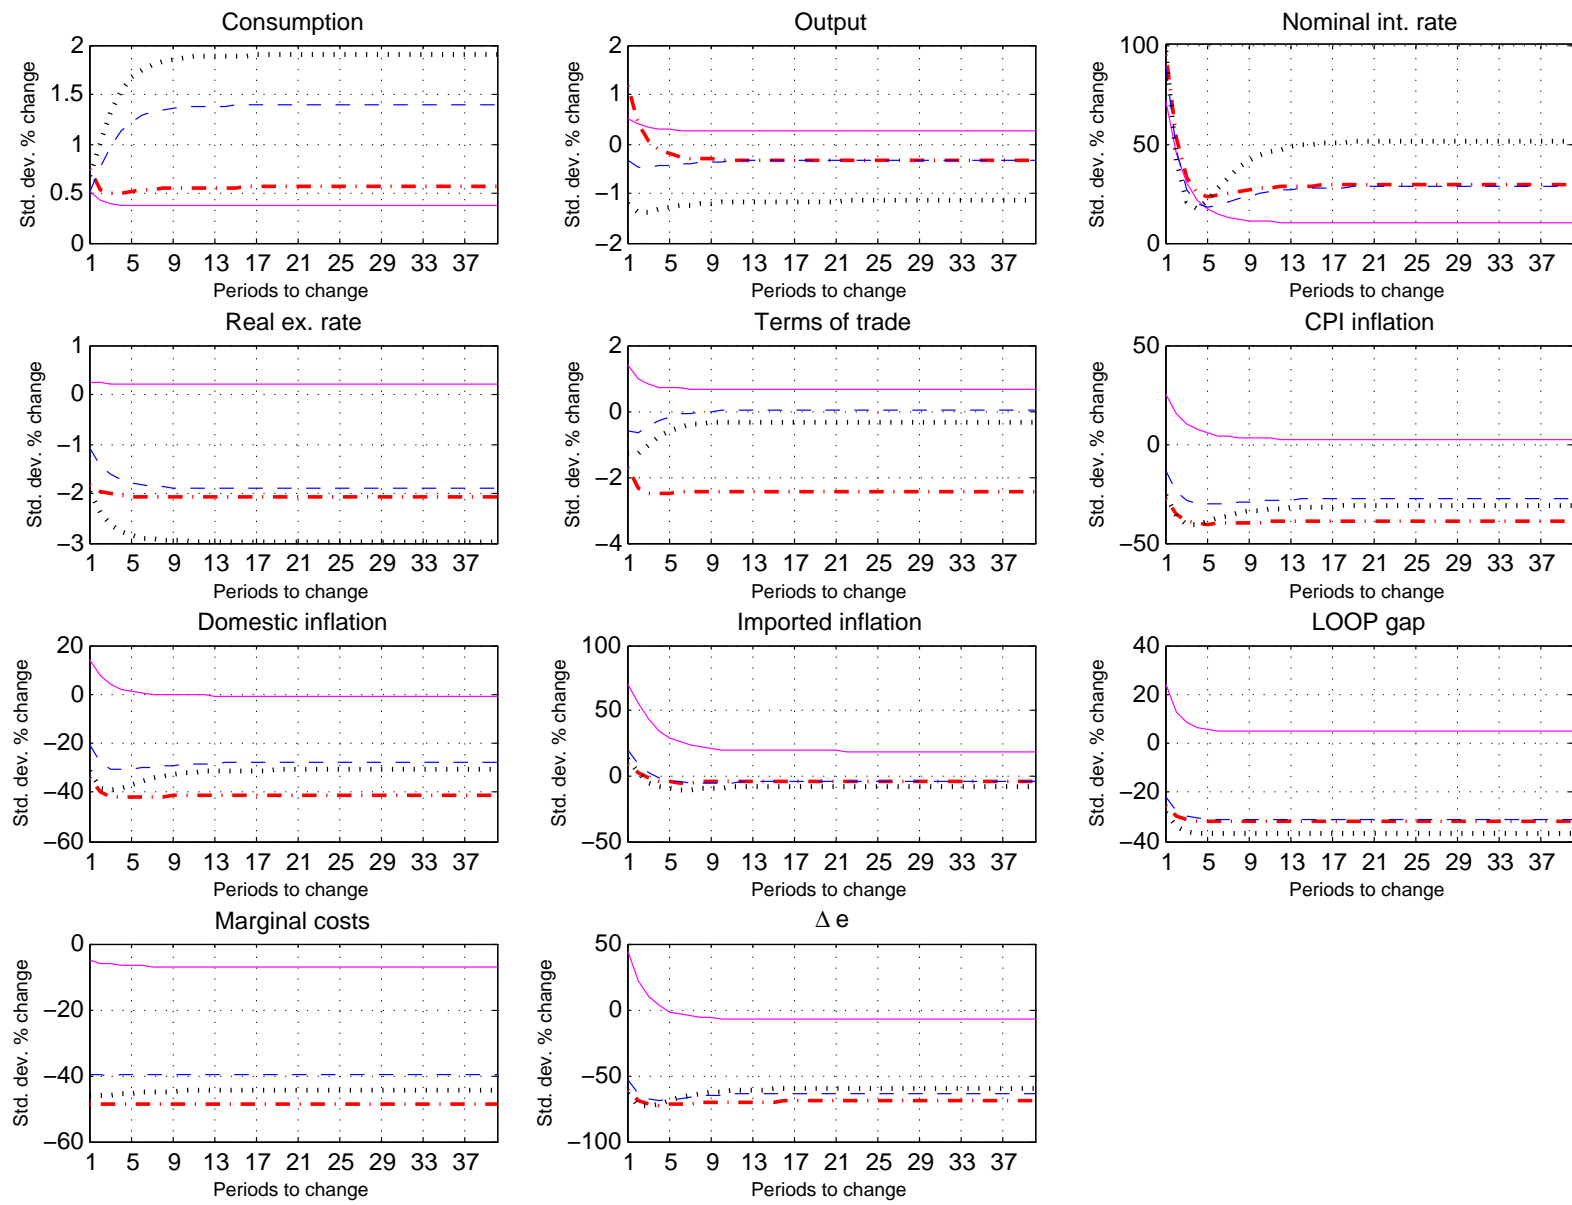 Consumption
Std. dev. % change
2
1.5
1
0.5
0
1 5 9 13 17 21 25 29 33 37
Periods to change
Output
Std. dev. % change
2
1
0
−1
−2
1 5 9 13 17 21 25 29 33 37
Periods to change
Nominal int. rate
Std. dev. % change
100
50
0
1 5 9 13 17 21 25 29 33 37
Periods to change
Real ex. rate
Std. dev. % change
1
0
−1
−2
−3
1 5 9 13 17 21 25 29 33 37
Periods to change
Terms of trade
Std. dev. % change
2
0
−2
−4
1 5 9 13 17 21 25 29 33 37
Periods to change
CPI inflation
Std. dev. % change
50
0
−50
1 5 9 13 17 21 25 29 33 37
Periods to change
Domestic inflation
Std. dev. % change
20
0
−20
−40
−60
1 5 9 13 17 21 25 29 33 37
Periods to change
Imported inflation
Std. dev. % change
100
50
0
−50
1 5 9 13 17 21 25 29 33 37
Periods to change
LOOP gap
Std. dev. % change
40
20
0
−20
−40
1 5 9 13 17 21 25 29 33 37
Periods to change
Marginal costs
Std. dev. % change
0
−20
−40
−60
1 5 9 13 17 21 25 29 33 37
Periods to change
Δ e
Std. dev. % change
50
0
−50
−100
1 5 9 13 17 21 25 29 33 37
Periods to change